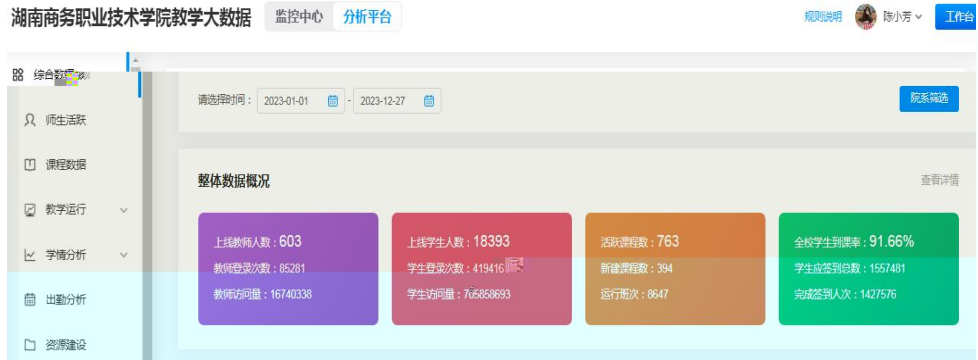 湖南商务职业技术学院教学大数据 监控中心 分析平台 规则说明 陈小芳 工作台
综合数据
请选择时间： 2023-01-01 - 2023-12-27 院系筛选
师生活跃
课程数据
整体数据概况 查看详情
教学运行
上线教师人数：603 上线学生人数：18393 活跃课程数：763 全校学生到课率：91.66%
学情分析
教师登录次数：85281 学生登录次数：419416 新建课程数：394 学生应签到总数：1557481
出勤分析
教师访问量：16740338 学生访问量：705858693 运行班次：8647 完成签到人次：1427576
资源建设